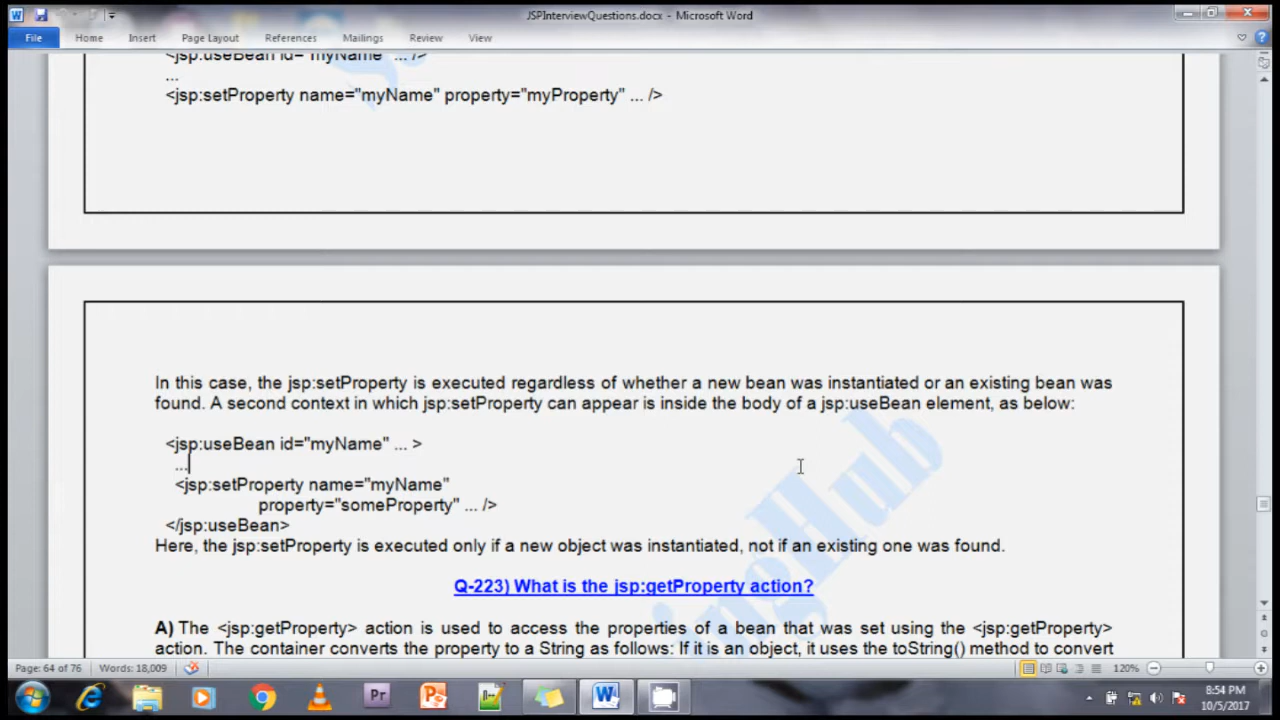 JSPInterviewQuestions.docx - Microsoft Word
File Home Insert Page Layout References Mailings Review View
<jsp:useBean id="myName" ... />
...
<jsp:setProperty name="myName" property="myProperty" ... />
In this case, the jsp:setProperty is executed regardless of whether a new bean was instantiated or an existing bean was
found. A second context in which jsp:setProperty can appear is inside the body of a jsp:useBean element, as below:
<jsp:useBean id="myName" ... >
...
<jsp:setProperty name="myName"
property="someProperty" ... />
</jsp:useBean>
Here, the jsp:setProperty is executed only if a new object was instantiated, not if an existing one was found.
Q-223) What is the jsp:getProperty action?
A) The <jsp:getProperty> action is used to access the properties of a bean that was set using the <jsp:getProperty>
action. The container converts the property to a String as follows: If it is an object, it uses the toString() method to convert
Page: 64 of 76 Words: 18,009 120%
Pr
8:54 PM
10/5/2017